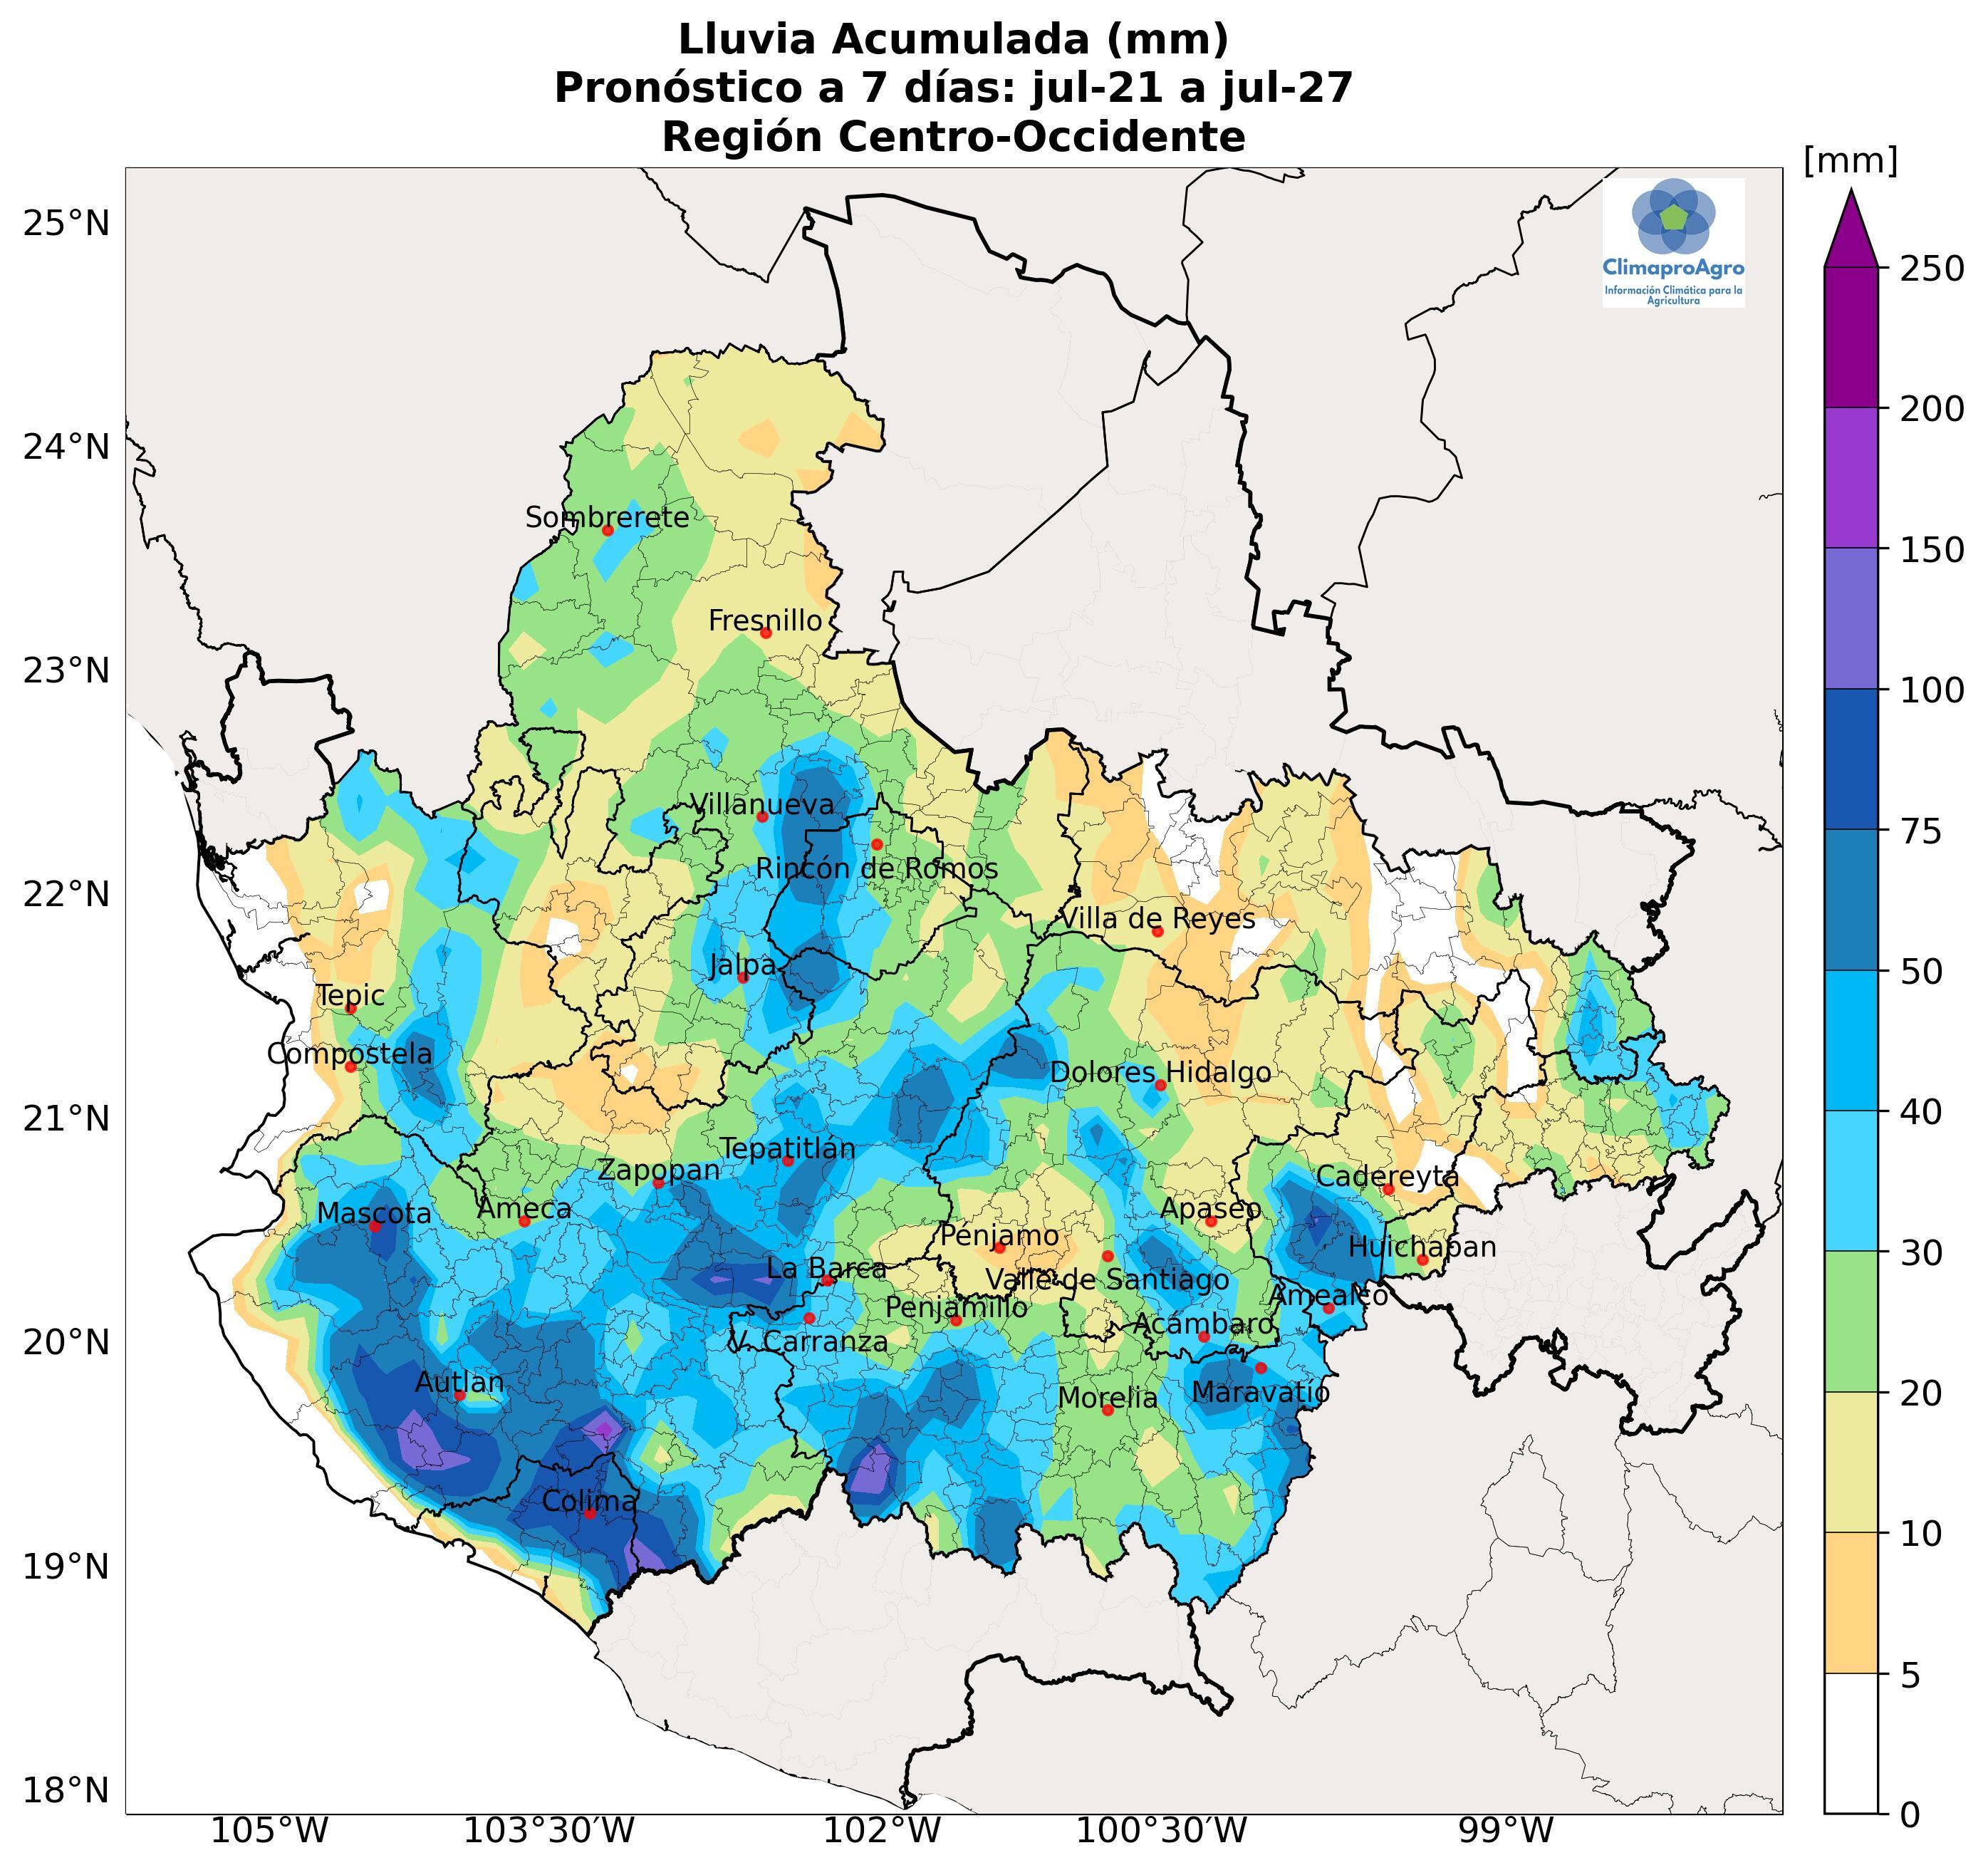 Lluvia Acumulada (mm)
Pronóstico a 7 días: jul-21 a jul-27
Región Centro-Occidente
[mm]
ClimaproAgro
Información Climática para la
Agricultura
25°N
24°N
23°N
22°N
21°N
20°N
19°N
18°N
250
200
150
100
75
50
40
30
20
10
5
0
Sombrerete
Fresnillo
Villanueva
Rincón de Romos
Villa de Reyes
Jalpa
Tepic
Compostela
Dolores Hidalgo
Tepatitlán
Zapopan
Cadereyta
Mascota
Ameca
Apaseo
Pénjamo
Huichapan
La Barca
Valle de Santiago
Amealco
Penjamillo
Acámbaro
V. Carranza
Autlan
Morelia
Maravatío
Colima
105°W
103°30'W
102°W
100°30'W
99°W